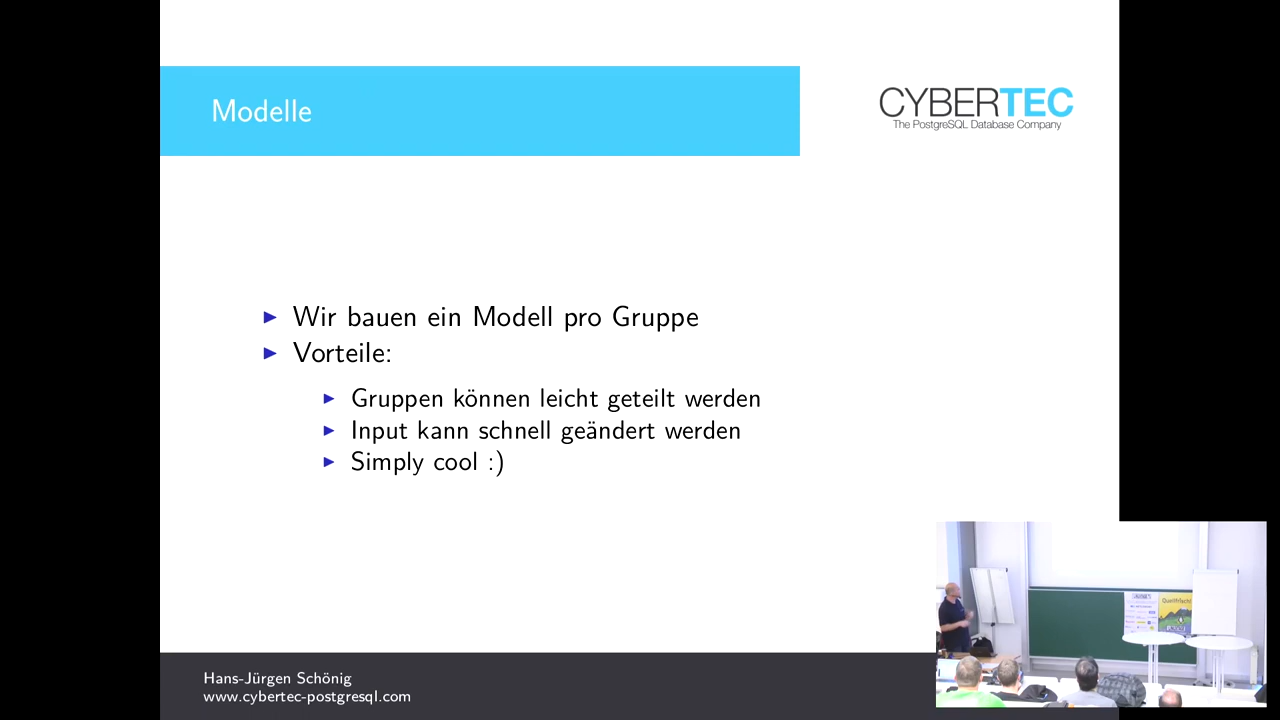 Modelle
CYBERTEC
The PostgreSQL Database Company
Wir bauen ein Modell pro Gruppe
Vorteile:
Gruppen können leicht geteilt werden
Input kann schnell geändert werden
Simply cool :)
Hans-Jürgen Schönig
www.cybertec-postgresql.com